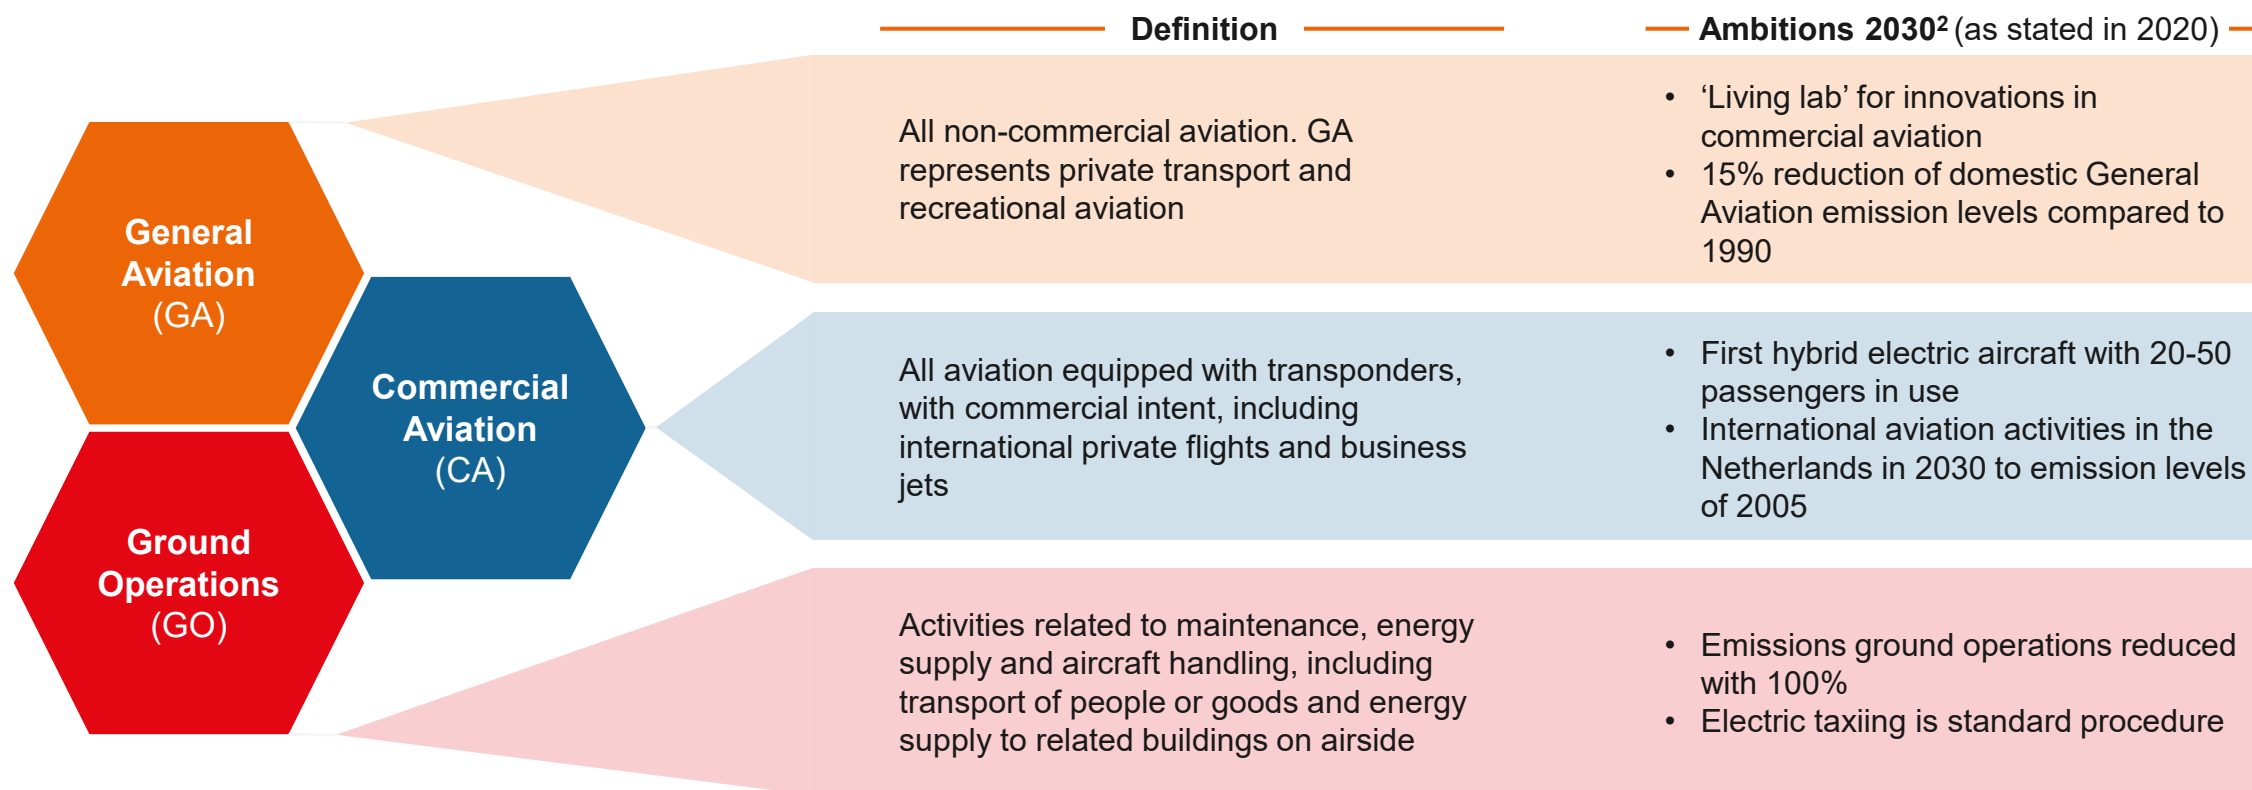 Definition
Ambitions 2030² (as stated in 2020)
General
Aviation
(GA)
All non-commercial aviation. GA
represents private transport and
recreational aviation
• ‘Living lab’ for innovations in
commercial aviation
• 15% reduction of domestic General
Aviation emission levels compared to
1990
Commercial
Aviation
(CA)
All aviation equipped with transponders,
with commercial intent, including
international private flights and business
jets
• First hybrid electric aircraft with 20-50
passengers in use
• International aviation activities in the
Netherlands in 2030 to emission levels
of 2005
Ground
Operations
(GO)
Activities related to maintenance, energy
supply and aircraft handling, including
transport of people or goods and energy
supply to related buildings on airside
• Emissions ground operations reduced
with 100%
• Electric taxiing is standard procedure